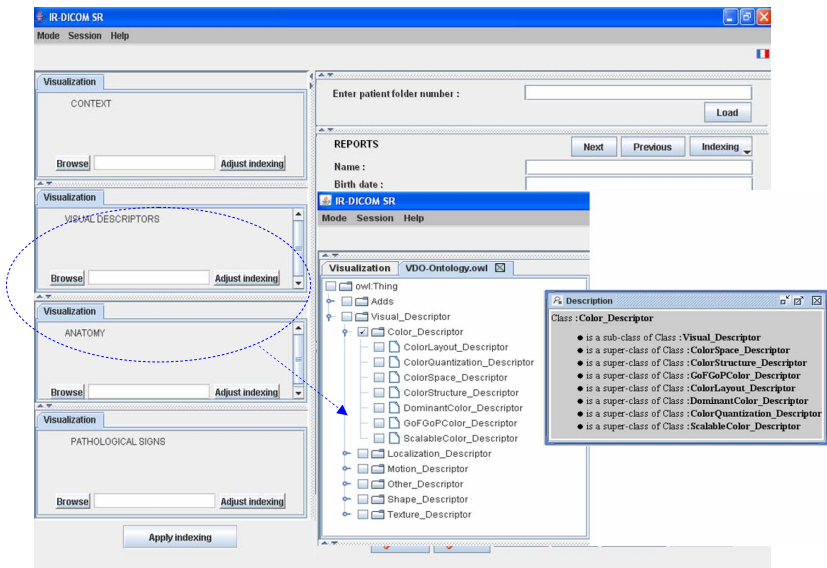 IR-DICOM SR
Mode Session Help
Visualization
CONTEXT
Browse
Adjust indexing
Visualization
VISUAL DESCRIPTORS
Browse
Adjust indexing
Visualization
ANATOMY
Browse
Adjust indexing
Visualization
PATHOLOGICAL SIGNS
Browse
Adjust indexing
Apply indexing
Enter patient folder number :
Load
REPORTS
Next
Previous
Indexing
Name :
Birth date :
IR-DICOM SR
Mode Session Help
Visualization
VDO-Ontology.owl
owl:Thing
Adds
Visual_Descriptor
Color_Descriptor
ColorLayout_Descriptor
ColorQuantization_Descriptor
ColorSpace_Descriptor
ColorStructure_Descriptor
DominantColor_Descriptor
GoFGoPColor_Descriptor
ScalableColor_Descriptor
Localization_Descriptor
Motion_Descriptor
Other_Descriptor
Shape_Descriptor
Texture_Descriptor
Description
Class : Color_Descriptor
● is a sub-class of Class : Visual_Descriptor
● is a super-class of Class : ColorSpace_Descriptor
● is a super-class of Class : ColorStructure_Descriptor
● is a super-class of Class : GoFGoPColor_Descriptor
● is a super-class of Class : ColorLayout_Descriptor
● is a super-class of Class : DominantColor_Descriptor
● is a super-class of Class : ColorQuantization_Descriptor
● is a super-class of Class : ScalableColor_Descriptor